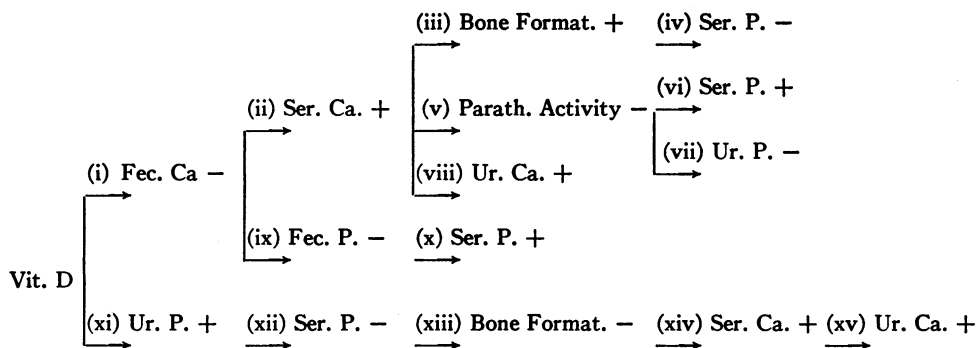 (iii) Bone Format. + (iv) Ser. P. −
(vi) Ser. P. +
(ii) Ser. Ca. + (v) Parath. Activity −
(vii) Ur. P. −
(i) Fec. Ca − (viii) Ur. Ca. +
(ix) Fec. P. − (x) Ser. P. +
Vit. D
(xi) Ur. P. + (xii) Ser. P. − (xiii) Bone Format. − (xiv) Ser. Ca. + (xv) Ur. Ca. +